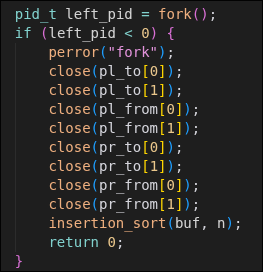 pid_t left_pid = fork();
if (left_pid < 0) {
    perror("fork");
    close(pl_to[0]);
    close(pl_to[1]);
    close(pl_from[0]);
    close(pl_from[1]);
    close(pr_to[0]);
    close(pr_to[1]);
    close(pr_from[0]);
    close(pr_from[1]);
    insertion_sort(buf, n);
    return 0;
}